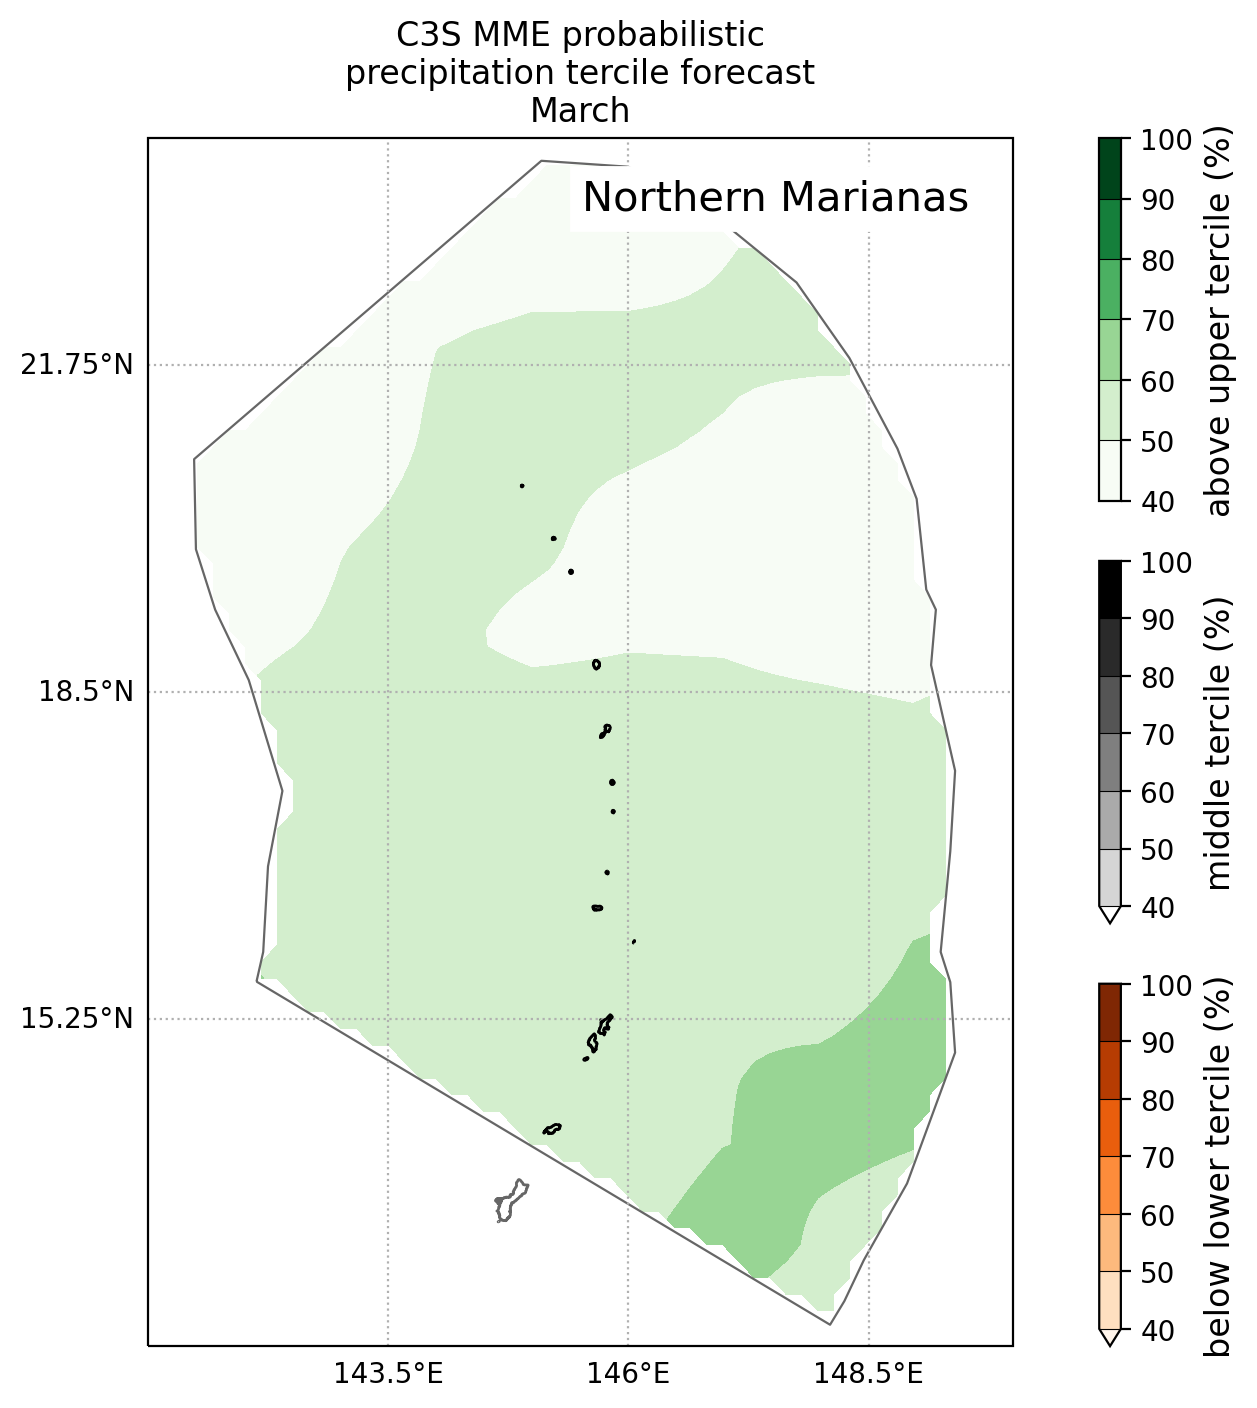 C3S MME probabilistic
precipitation tercile forecast
March
Northern Marianas
21.75°N
18.5°N
15.25°N
143.5°E
146°E
148.5°E
100
90
80
70
60
50
40
above upper tercile (%)
100
90
80
70
60
50
40
middle tercile (%)
100
90
80
70
60
50
40
below lower tercile (%)